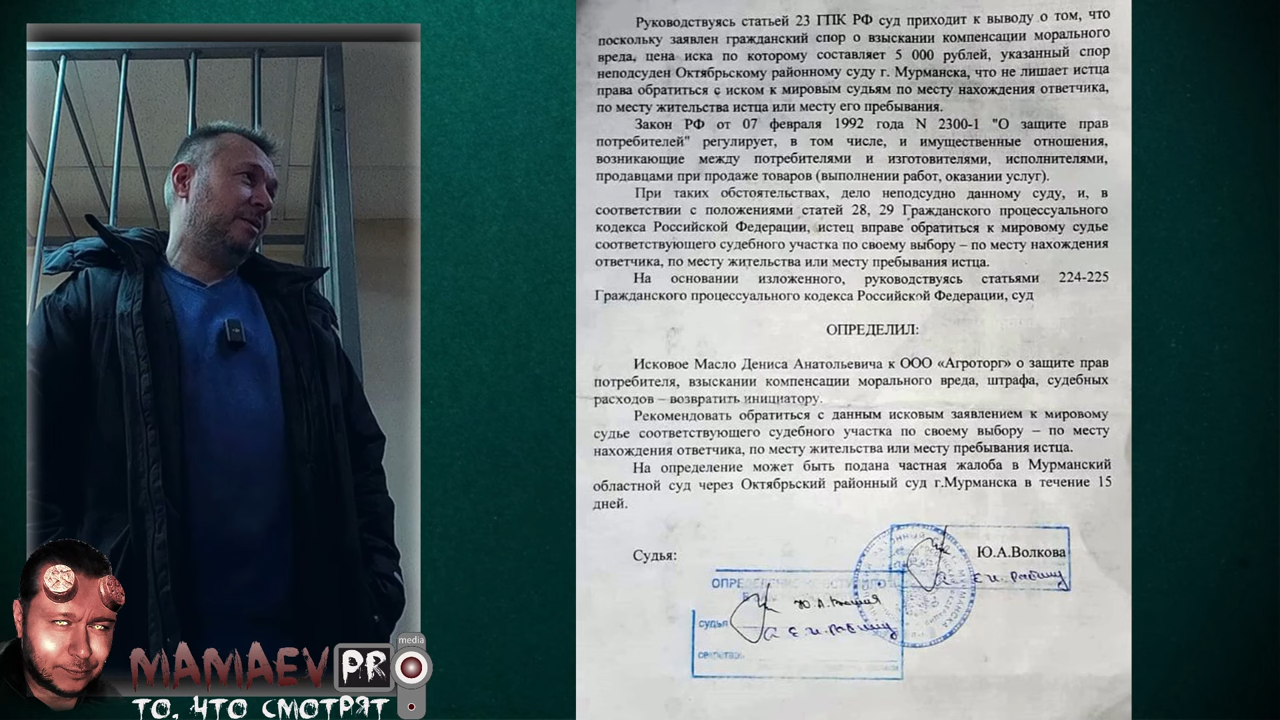 Руководствуясь статьей 23 ГПК РФ суд приходит к выводу о том, что
поскольку заявлен гражданский спор о взыскании компенсации морального
вреда, цена иска по которому составляет 5 000 рублей, указанный спор
неподсуден Октябрьскому районному суду г. Мурманска, что не лишает истца
права обратиться с иском к мировым судьям по месту нахождения ответчика,
по месту жительства истца или месту его пребывания.
Закон РФ от 07 февраля 1992 года N 2300-1 "О защите прав
потребителей" регулирует, в том числе, и имущественные отношения,
возникающие между потребителями и изготовителями, исполнителями,
продавцами при продаже товаров (выполнении работ, оказании услуг).
При таких обстоятельствах, дело неподсудно данному суду, и, в
соответствии с положениями статей 28, 29 Гражданского процессуального
кодекса Российской Федерации, истец вправе обратиться к мировому судье
соответствующего судебного участка по своему выбору – по месту нахождения
ответчика, по месту жительства или месту пребывания истца.
На основании изложенного, руководствуясь статьями 224-225
Гражданского процессуального кодекса Российской Федерации, суд
ОПРЕДЕЛИЛ:
Исковое Масло Дениса Анатольевича к ООО «Агроторг» о защите прав
потребителя, взыскании компенсации морального вреда, штрафа, судебных
расходов – возвратить инициатору.
Рекомендовать обратиться с данным исковым заявлением к мировому
судье соответствующего судебного участка по своему выбору – по месту
нахождения ответчика, по месту жительства или месту пребывания истца.
На определение может быть подана частная жалоба в Мурманский
областной суд через Октябрьский районный суд г.Мурманска в течение 15
дней.
Судья:
Ю.А.Волкова
судья
MAMAEV PRO
media
ТО, ЧТО СМОТРЯТ